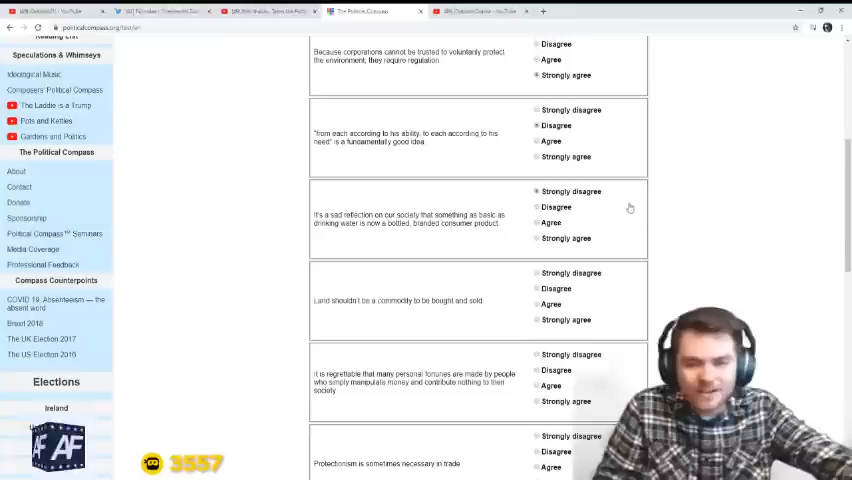 The Political Compass
politicalcompass.org/test/en
Reading List
Speculations & Whimseys
Ideological Music
Composers' Political Compass
The Laddie is a Trump
Pots and Kettles
Gardens and Politics
The Political Compass
About
Contact
Donate
Sponsorship
Political Compass™ Seminars
Media Coverage
Professional Feedback
Compass Counterpoints
COVID 19: Absenteeism — the
absent word
Brexit 2018
The UK Election 2017
The US Election 2016
Elections
Ireland
AF
3557
Because corporations cannot be trusted to voluntarily protect
the environment, they require regulation.
Disagree
Agree
Strongly agree
"from each according to his ability, to each according to his
need" is a fundamentally good idea.
Strongly disagree
Disagree
Agree
Strongly agree
It's a sad reflection on our society that something as basic as
drinking water is now a bottled, branded consumer product.
Strongly disagree
Disagree
Agree
Strongly agree
Land shouldn't be a commodity to be bought and sold.
Strongly disagree
Disagree
Agree
Strongly agree
It is regrettable that many personal fortunes are made by people
who simply manipulate money and contribute nothing to their
society.
Strongly disagree
Disagree
Agree
Strongly agree
Protectionism is sometimes necessary in trade.
Strongly disagree
Disagree
Agree